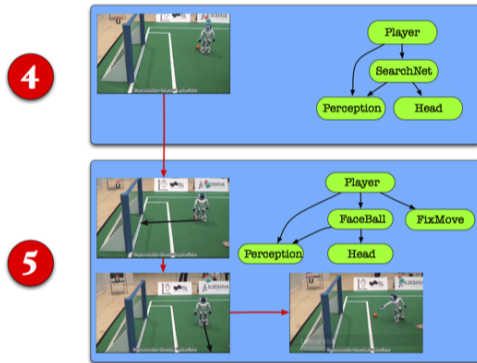 4
Player
SearchNet
Perception
Head
5
Player
FaceBall
FixMove
Perception
Head